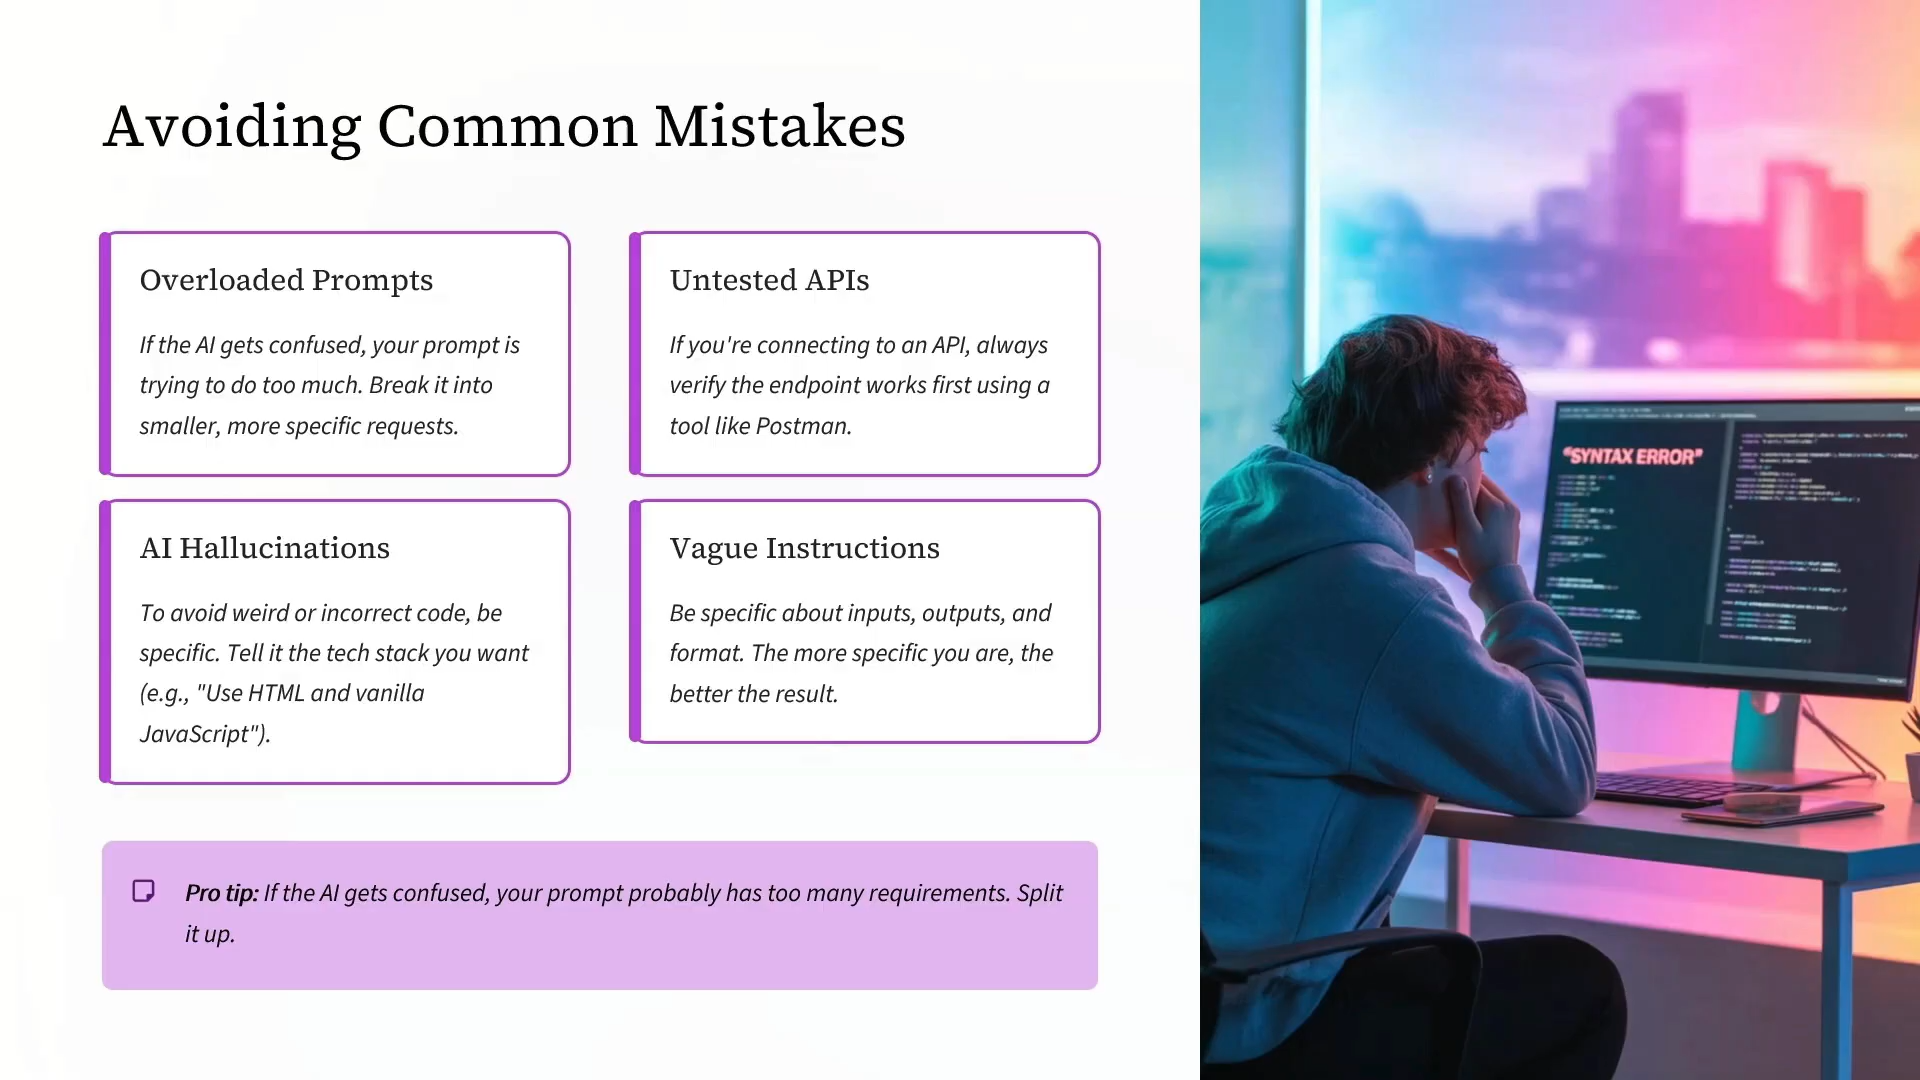 Avoiding Common Mistakes
Overloaded Prompts
If the AI gets confused, your prompt is
trying to do too much. Break it into
smaller, more specific requests.
Untested APIs
If you're connecting to an API, always
verify the endpoint works first using a
tool like Postman.
AI Hallucinations
To avoid weird or incorrect code, be
specific. Tell it the tech stack you want
(e.g., "Use HTML and vanilla
JavaScript").
Vague Instructions
Be specific about inputs, outputs, and
format. The more specific you are, the
better the result.
Pro tip: If the AI gets confused, your prompt probably has too many requirements. Split
it up.
“SYNTAX ERROR”